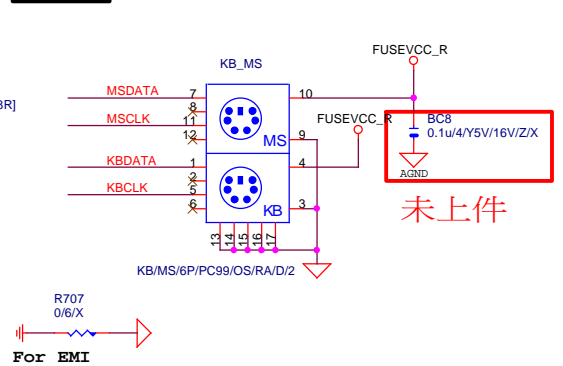 FUSEVCC_R
KB_MS
MSDATA
7
10
8
3R]
MSCLK
11
FUSEVCC_R
BC8
0.1u/4/Y5V/16V/Z/X
12
MS
9
AGND
KBDATA
1
4
2
KBCLK
5
未上件
6
KB
3
13
14
15
16
17
KB/MS/6P/PC99/OS/RA/D/2
R707
0/6/X
For EMI